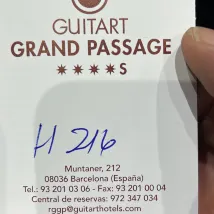 GUITART
GRAND PASSAGE
★★★★S
H 216
Muntaner, 212
08036 Barcelona (España)
Tel.: 93 201 03 06 - Fax: 93 201 00 04
Central de reservas: 972 347 034
rggp@guitarthotels.com